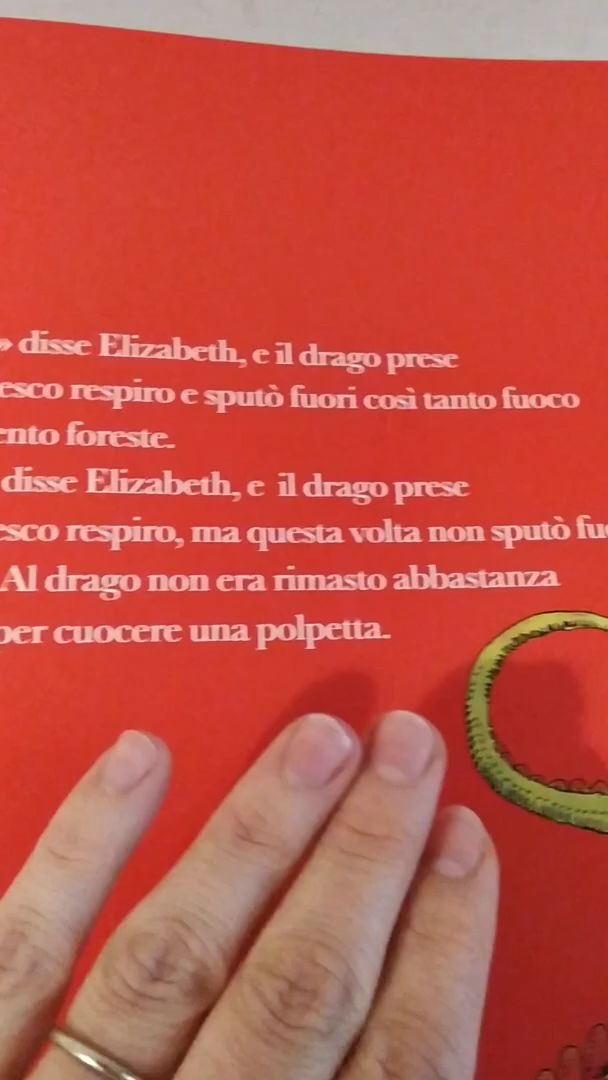 » disse Elizabeth, e il drago prese
esco respiro e sputò fuori così tanto fuoco
ento foreste.
disse Elizabeth, e il drago prese
esco respiro, ma questa volta non sputò fuo
Al drago non era rimasto abbastanza
per cuocere una polpetta.